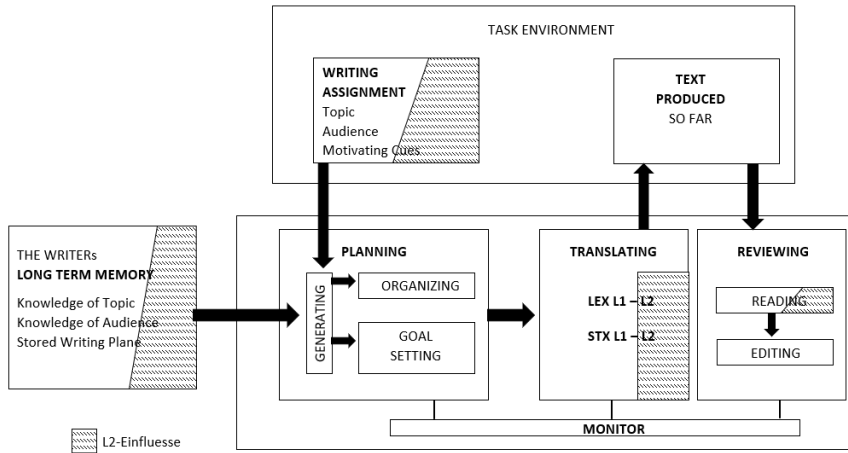 TASK ENVIRONMENT
WRITING
ASSIGNMENT
Topic
Audience
Motivating Cues
TEXT
PRODUCED
SO FAR
THE WRITERs
LONG TERM MEMORY
Knowledge of Topic
Knowledge of Audience
Stored Writing Plane
PLANNING
GENERATING
ORGANIZING
GOAL
SETTING
TRANSLATING
LEX L1 – L2
STX L1 – L2
REVIEWING
READING
EDITING
MONITOR
L2-Einfluesse